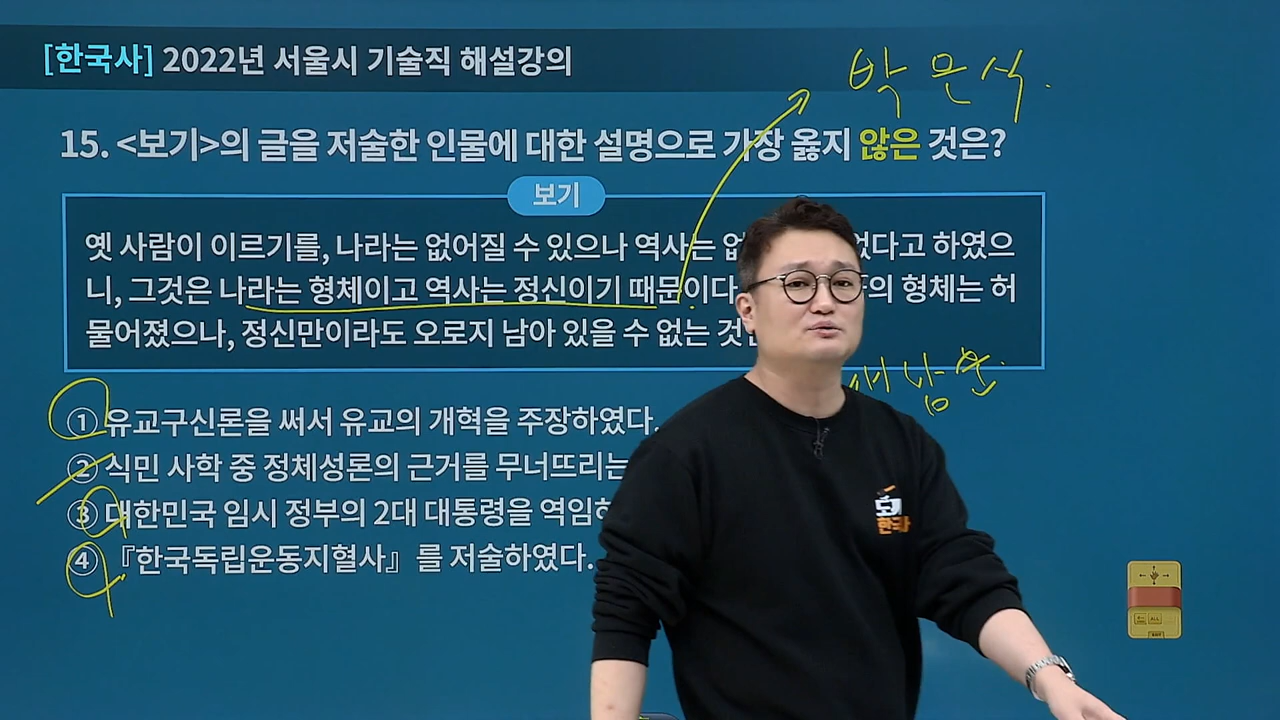 [한국사] 2022년 서울시 기술직 해설강의
박은식.
15. <보기>의 글을 저술한 인물에 대한 설명으로 가장 옳지 않은 것은?
보기
옛 사람이 이르기를, 나라는 없어질 수 있으나 역사는 없 었다고 하였으
니, 그것은 나라는 형체이고 역사는 정신이기 때문이다 의 형체는 허
물어졌으나, 정신만이라도 오로지 남아 있을 수 없는 것
① 유교구신론을 써서 유교의 개혁을 주장하였다.
② 식민 사학 중 정체성론의 근거를 무너뜨리는
③ 대한민국 임시 정부의 2대 대통령을 역임하
④ 『한국독립운동지혈사』를 저술하였다.
한국사
ALL